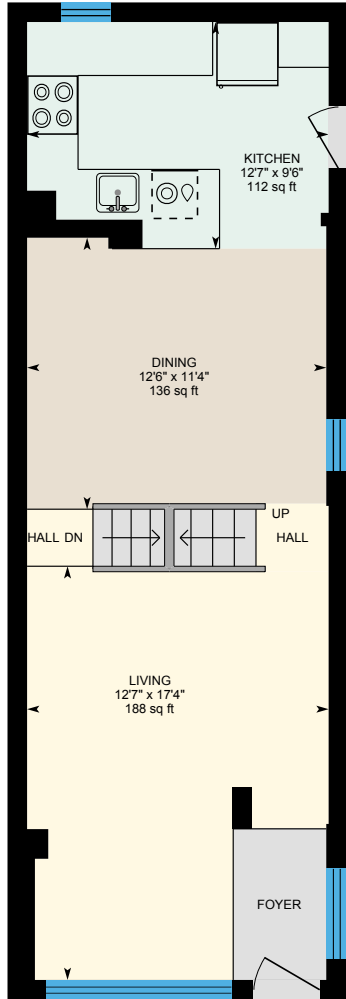 KITCHEN
12'7" x 9'6"
112 sq ft
DINING
12'6" x 11'4"
136 sq ft
UP
HALL DN
HALL
LIVING
12'7" x 17'4"
188 sq ft
FOYER